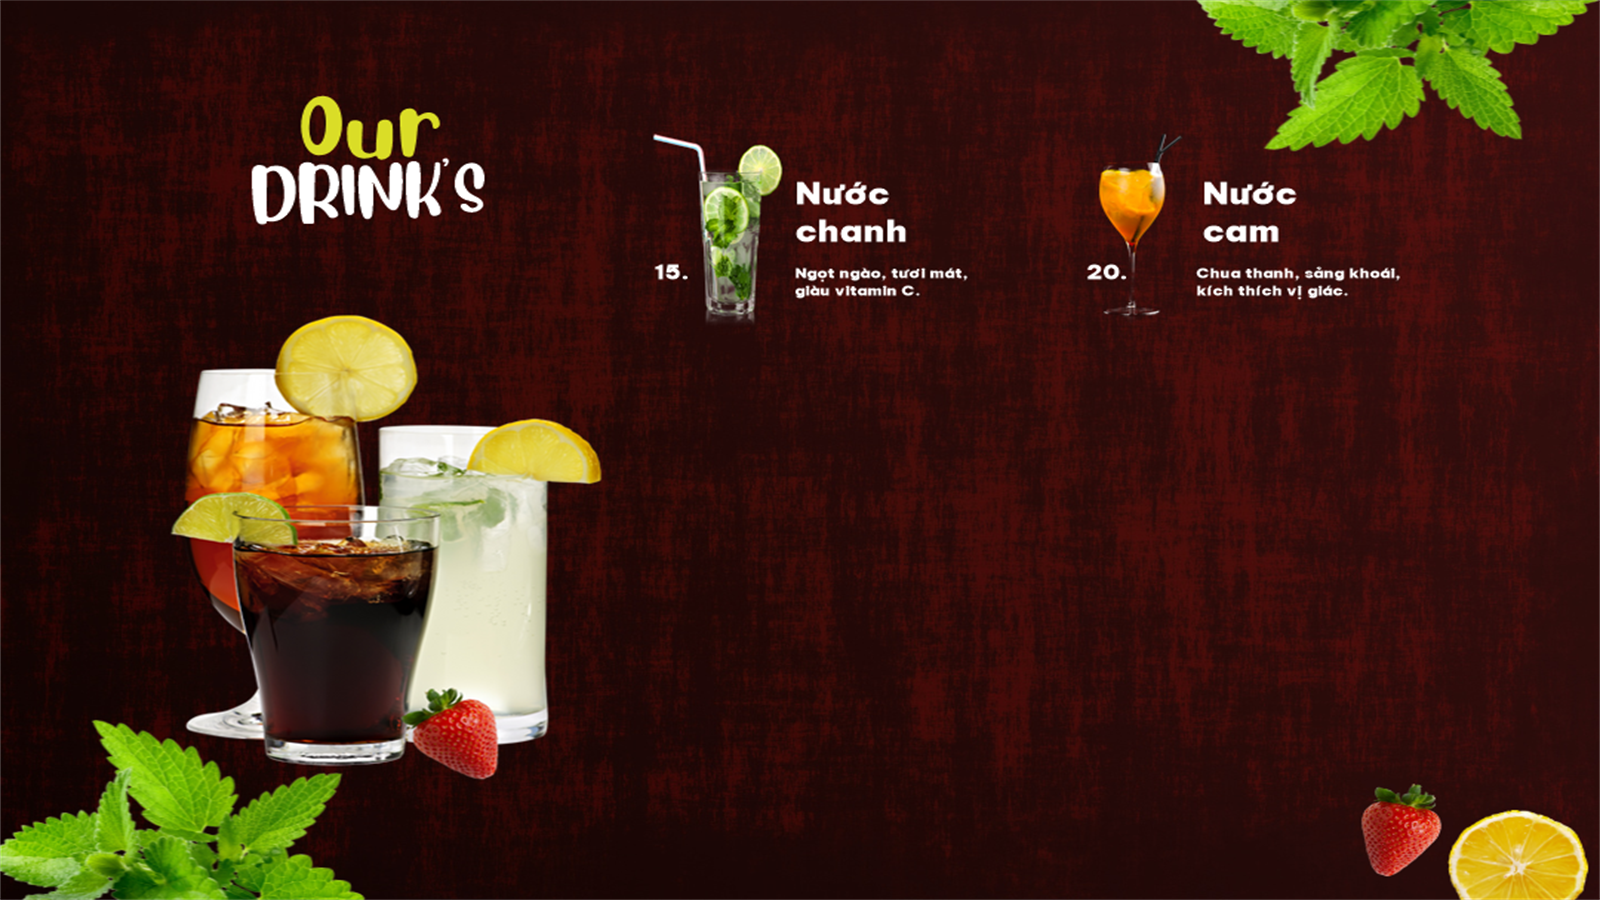 Our
DRINK'S
Nước
chanh
15.
Ngọt ngào, tươi mát,
giàu vitamin C.
Nước
cam
20.
Chua thanh, sảng khoái,
kích thích vị giác.